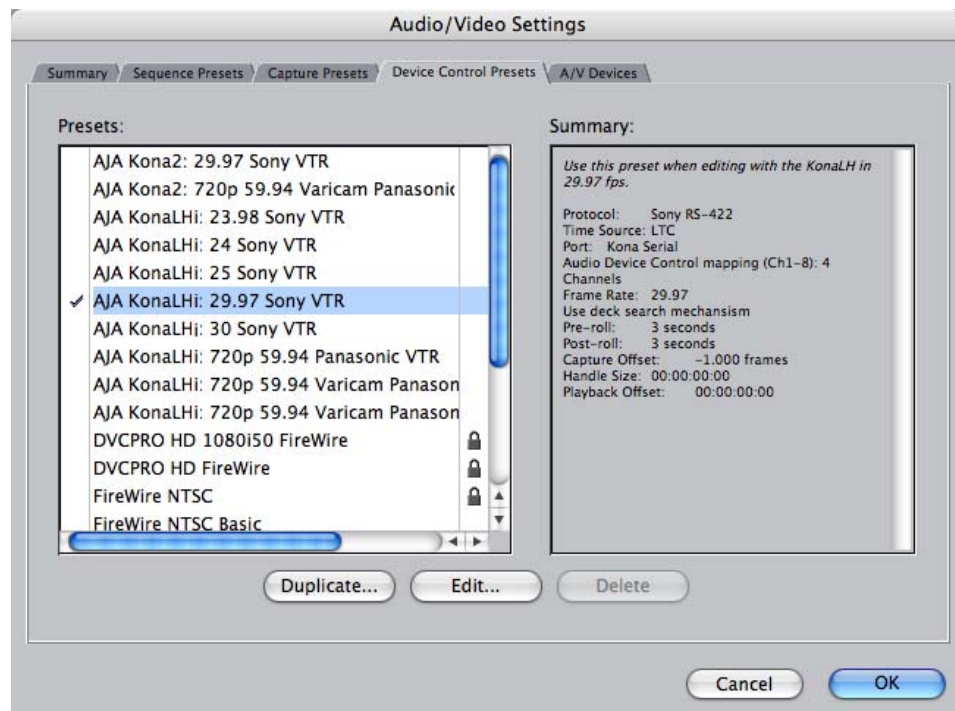 Audio/Video Settings
Summary
Sequence Presets
Capture Presets
Device Control Presets
A/V Devices
Presets:
AJA Kona2: 29.97 Sony VTR
AJA Kona2: 720p 59.94 Varicam Panasonic
AJA KonaLHi: 23.98 Sony VTR
AJA KonaLHi: 24 Sony VTR
AJA KonaLHi: 25 Sony VTR
AJA KonaLHi: 29.97 Sony VTR
AJA KonaLHi: 30 Sony VTR
AJA KonaLHi: 720p 59.94 Panasonic VTR
AJA KonaLHi: 720p 59.94 Varicam Panason
AJA KonaLHi: 720p 59.94 Varicam Panason
DVCPRO HD 1080i50 FireWire
DVCPRO HD FireWire
FireWire NTSC
FireWire NTSC Basic
Summary:
Use this preset when editing with the KonaLH in
29.97 fps.
Protocol: Sony RS-422
Time Source: LTC
Port: Kona Serial
Audio Device Control mapping (Ch1-8): 4
Channels
Frame Rate: 29.97
Use deck search mechansism
Pre-roll: 3 seconds
Post-roll: 3 seconds
Capture Offset: -1.000 frames
Handle Size: 00:00:00:00
Playback Offset: 00:00:00:00
Duplicate...
Edit...
Delete
Cancel
OK